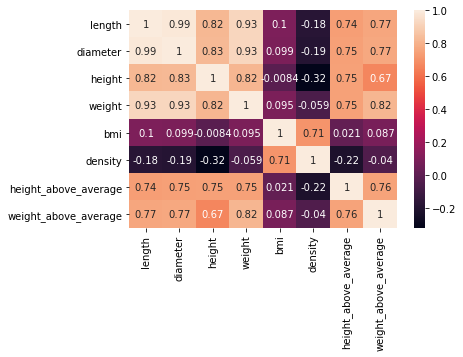 length 1 0.99 0.82 0.93 0.1 -0.18 0.74 0.77
diameter 0.99 1 0.83 0.93 0.099 -0.19 0.75 0.77
height 0.82 0.83 1 0.82 -0.0084 -0.32 0.75 0.67
weight 0.93 0.93 0.82 1 0.095 -0.059 0.75 0.82
bmi 0.1 0.099 -0.0084 0.095 1 0.71 0.021 0.087
density -0.18 -0.19 -0.32 -0.059 0.71 1 -0.22 -0.04
height_above_average 0.74 0.75 0.75 0.75 0.021 -0.22 1 0.76
weight_above_average 0.77 0.77 0.67 0.82 0.087 -0.04 0.76 1
length
diameter
height
weight
bmi
density
height_above_average
weight_above_average
1.0
0.8
0.6
0.4
0.2
0.0
−0.2